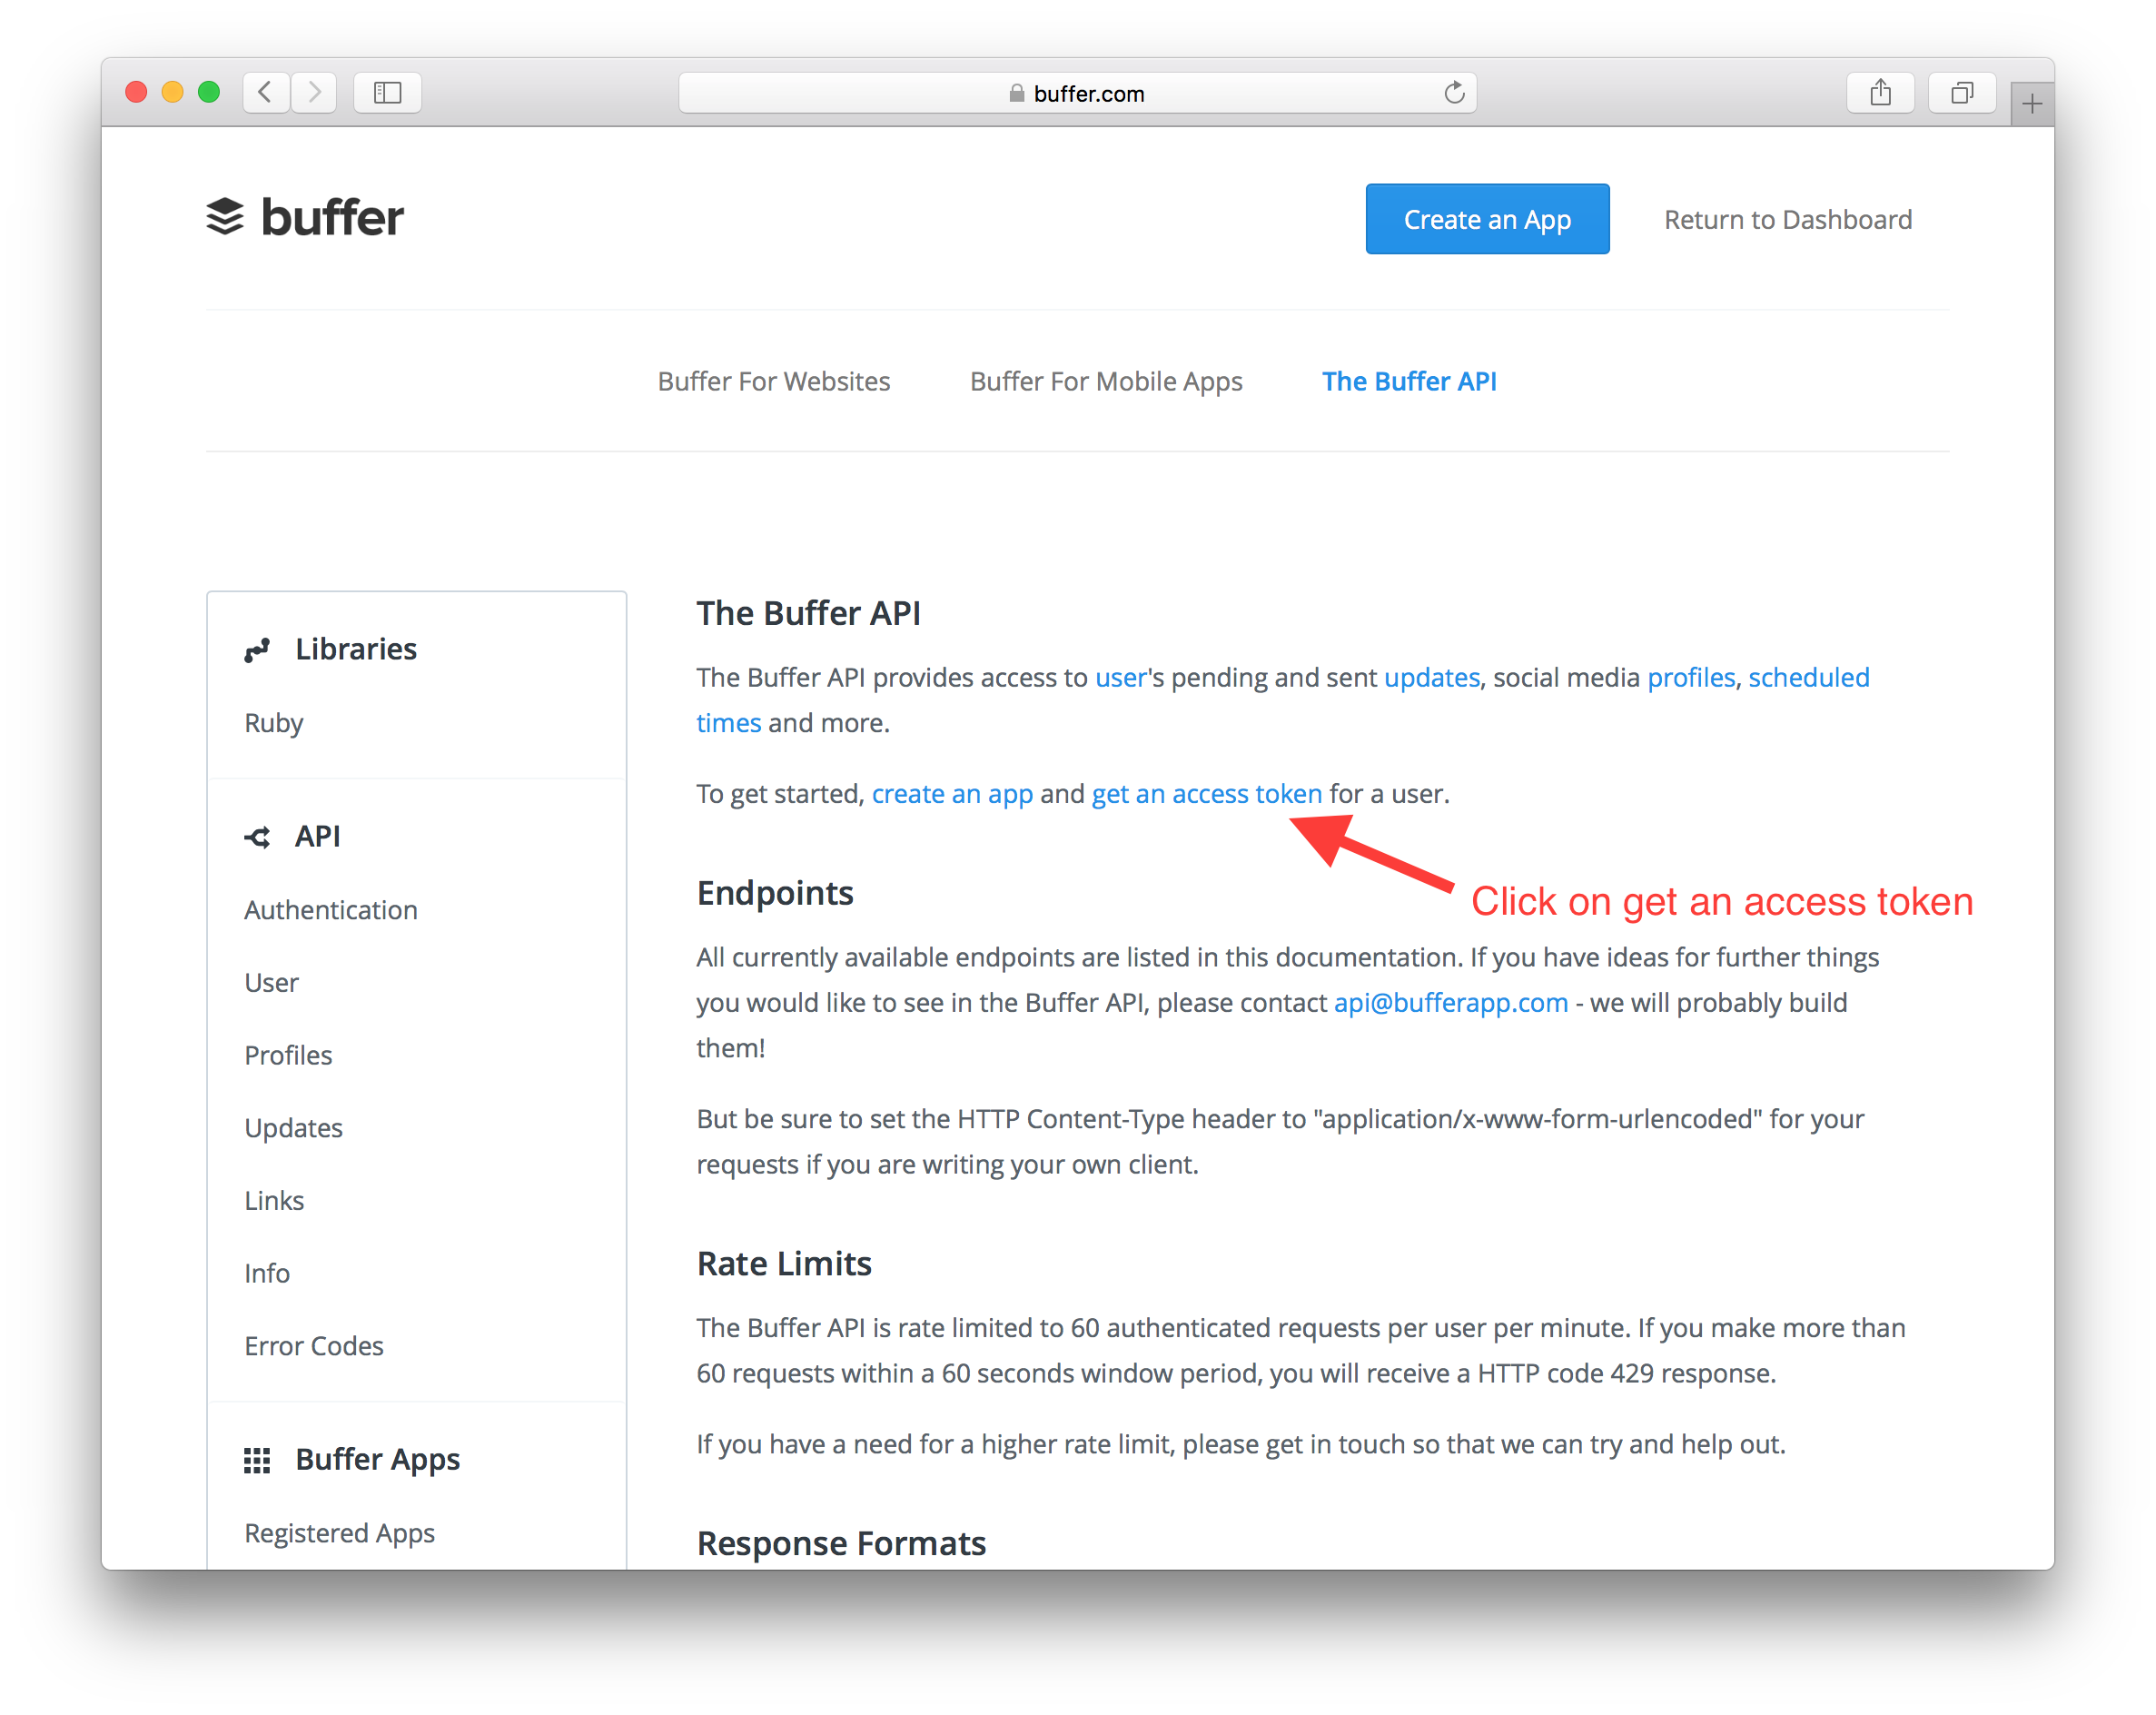 buffer.com
buffer
Create an App
Return to Dashboard
Buffer For Websites
Buffer For Mobile Apps
The Buffer API
Libraries
Ruby
API
Authentication
User
Profiles
Updates
Links
Info
Error Codes
Buffer Apps
Registered Apps
The Buffer API
The Buffer API provides access to user's pending and sent updates, social media profiles, scheduled
times and more.
To get started, create an app and get an access token for a user.
Click on get an access token
Endpoints
All currently available endpoints are listed in this documentation. If you have ideas for further things
you would like to see in the Buffer API, please contact api@bufferapp.com - we will probably build
them!
But be sure to set the HTTP Content-Type header to "application/x-www-form-urlencoded" for your
requests if you are writing your own client.
Rate Limits
The Buffer API is rate limited to 60 authenticated requests per user per minute. If you make more than
60 requests within a 60 seconds window period, you will receive a HTTP code 429 response.
If you have a need for a higher rate limit, please get in touch so that we can try and help out.
Response Formats